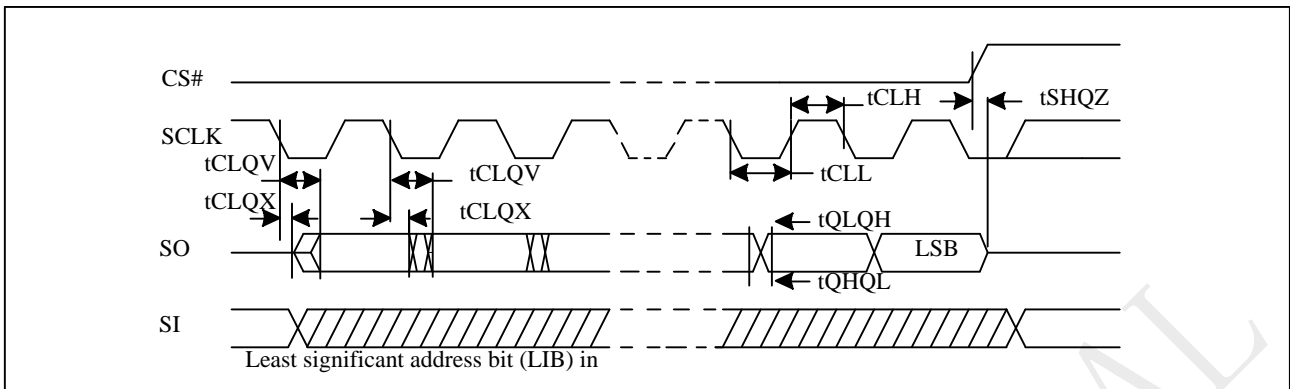 CS#
tCLH
tSHQZ
SCLK
tCLQV
tCLQV
tCLL
tCLQX
tCLQX
tQLQH
SO
LSB
tQHQL
SI
Least significant address bit (LIB) in